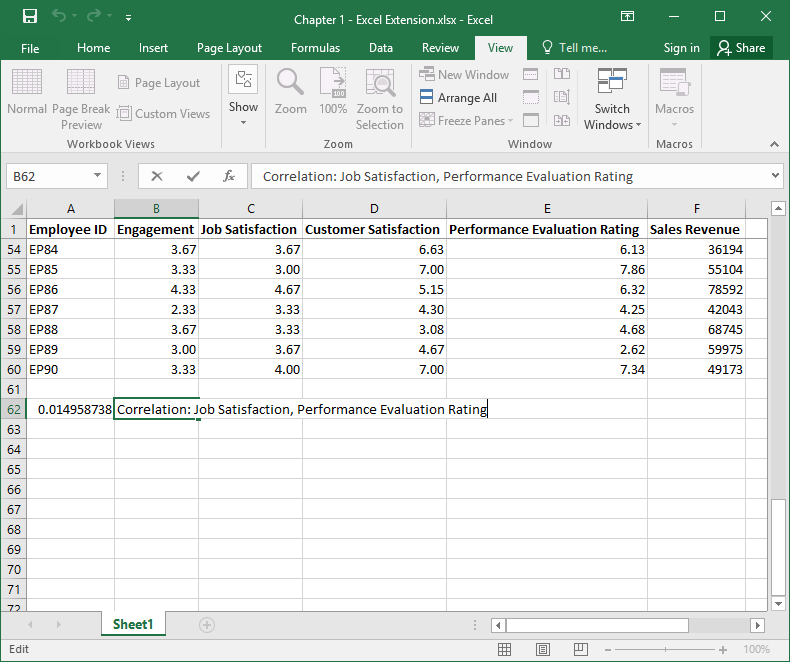 Chapter 1 - Excel Extension.xlsx - Excel
File Home Insert Page Layout Formulas Data Review View Tell me... Sign in Share
Normal Page Break Preview Page Layout Custom Views Show Zoom 100% Zoom to Selection New Window Arrange All Freeze Panes Switch Windows Macros
Workbook Views Zoom Window Macros
B62 fx Correlation: Job Satisfaction, Performance Evaluation Rating
A B C D E F
1 Employee ID Engagement Job Satisfaction Customer Satisfaction Performance Evaluation Rating Sales Revenue
54 EP84 3.67 3.67 6.63 6.13 36194
55 EP85 3.33 3.00 7.00 7.86 55104
56 EP86 4.33 4.67 5.15 6.32 78592
57 EP87 2.33 3.33 4.30 4.25 42043
58 EP88 3.67 3.33 3.08 4.68 68745
59 EP89 3.00 3.67 4.67 2.62 59975
60 EP90 3.33 4.00 7.00 7.34 49173
61
62 0.014958738 Correlation: Job Satisfaction, Performance Evaluation Rating
63
64
65
66
67
68
69
70
71
72
Sheet1
Edit 100%